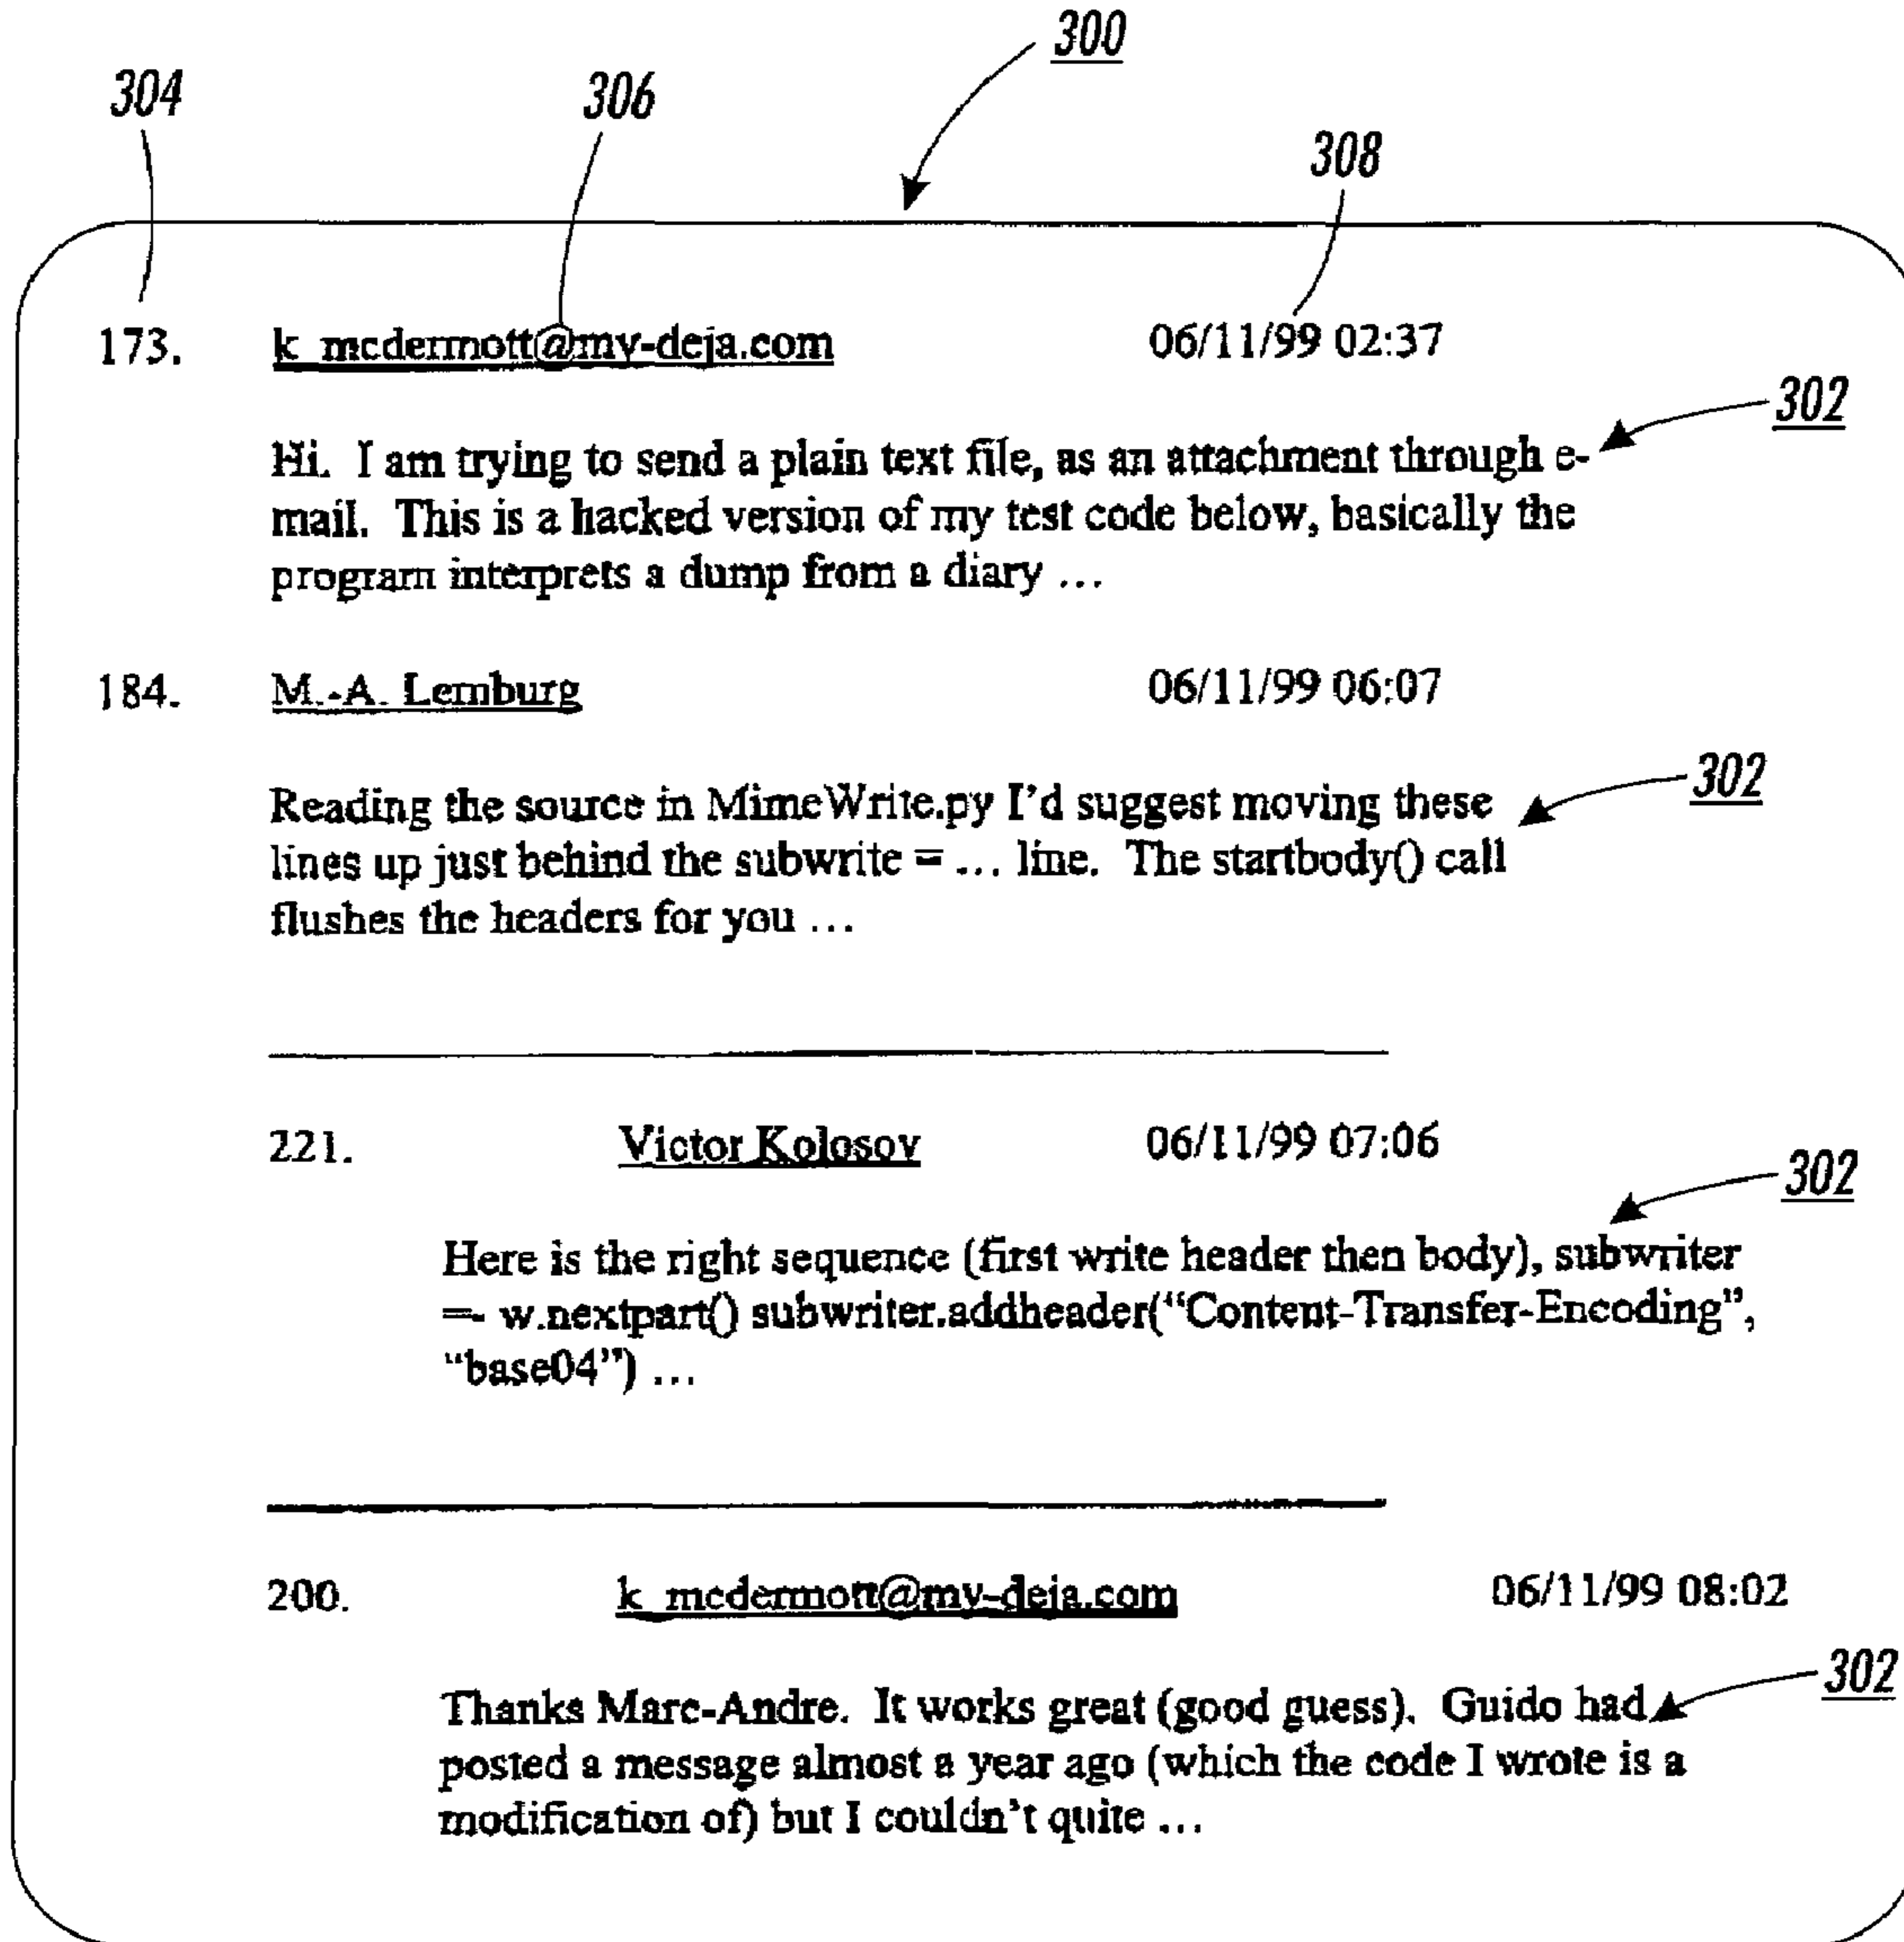 300
304 306
308
173. k_mcdermott@my-deja.com 06/11/99 02:37
302
Hi. I am trying to send a plain text file, as an attachment through e-
mail. This is a hacked version of my test code below, basically the
program interprets a dump from a diary ...
184. M.-A. Lemburg 06/11/99 06:07
302
Reading the source in MimeWrite.py I'd suggest moving these
lines up just behind the subwrite = ... line. The startbody() call
flushes the headers for you ...
221. Victor Kolosov 06/11/99 07:06
302
Here is the right sequence (first write header then body), subwriter
=- w.nextpart() subwriter.addheader(“Content-Transfer-Encoding”,
“base04”) ...
200. k_mcdermott@my-deja.com 06/11/99 08:02
302
Thanks Marc-Andre. It works great (good guess). Guido had
posted a message almost a year ago (which the code I wrote is a
modification of) but I couldn't quite ...